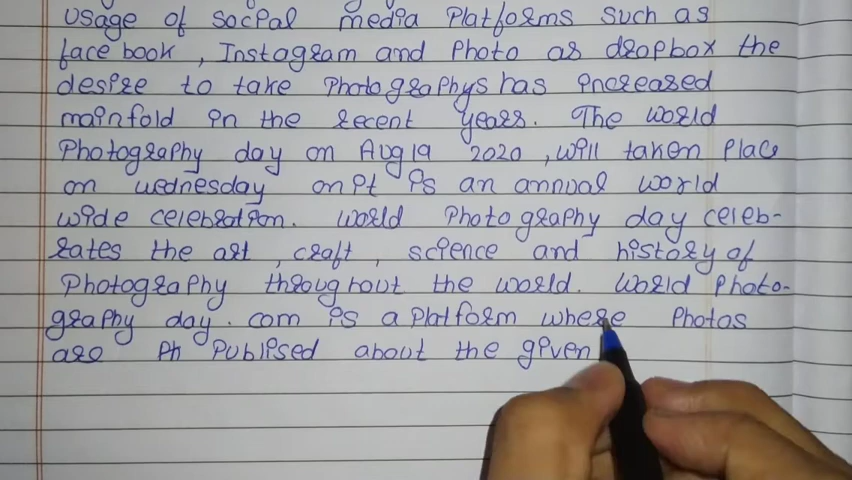 Usage of social media Platforms such as
face book , Instagram and Photo as dropbox the
desire to take Photographys has increased
mainfold in the recent years. The world
Photography day on Aug 19 2020 , will taken Place
on wednesday on it is an annual world
wide celebration. world Photography day celeb-
rates the art , craft , science and history of
Photography throughout the world. World Photo-
graphy day . com is a Platform where Photos
are Ph Publised about the given